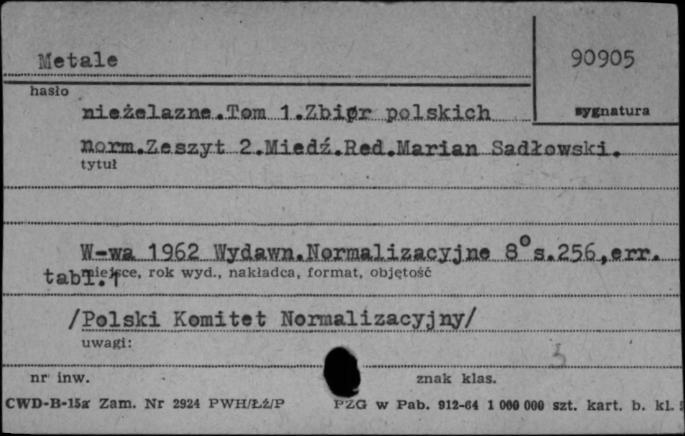 Metale
90905
hasło
sygnatura
nieżelazne.Tom 1.Zbiór polskich
norm.Zeszyt 2.Miedź.Red.Marian Sadłowski.
tytuł
W-wa 1962 Wydawn.Normalizacyjne 8° s.256,err.
miejsce, rok wyd., nakładca, format, objętość
tabl.1
/Polski Komitet Normalizacyjny/
uwagi:
3
nr inw.
znak klas.
CWD-B-15a Zam. Nr 2924 PWH/ŁŻ/P PZG w Pab. 912-64 1 000 000 szt. kart. b. kl.